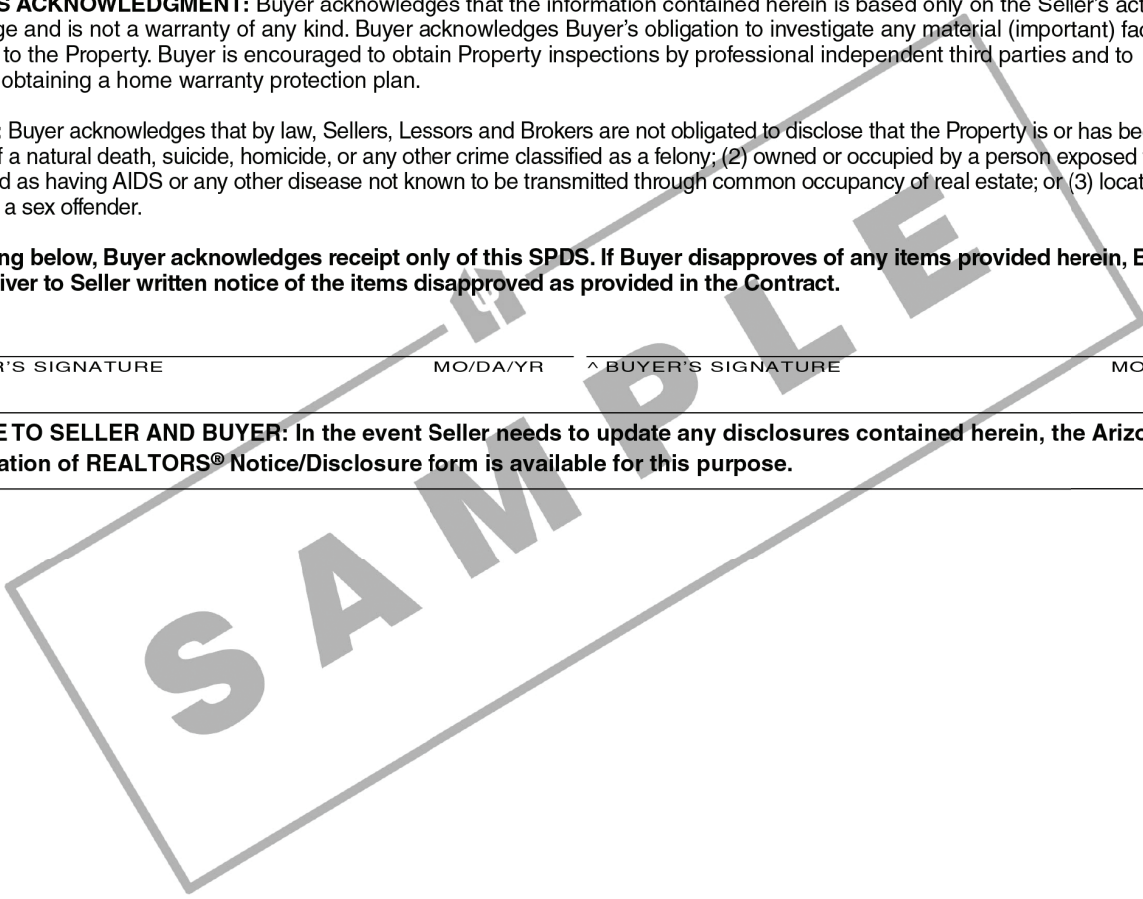 S ACKNOWLEDGMENT: Buyer acknowledges that the information contained herein is based only on the Seller's act
ge and is not a warranty of any kind. Buyer acknowledges Buyer's obligation to investigate any material (important) fac
to the Property. Buyer is encouraged to obtain Property inspections by professional independent third parties and to
obtaining a home warranty protection plan.
: Buyer acknowledges that by law, Sellers, Lessors and Brokers are not obligated to disclose that the Property is or has be
f a natural death, suicide, homicide, or any other crime classified as a felony; (2) owned or occupied by a person exposed
d as having AIDS or any other disease not known to be transmitted through common occupancy of real estate; or (3) locat
a sex offender.
ng below, Buyer acknowledges receipt only of this SPDS. If Buyer disapproves of any items provided herein, B
iver to Seller written notice of the items disapproved as provided in the Contract.
R'S SIGNATURE MO/DA/YR ^ BUYER'S SIGNATURE MO
E TO SELLER AND BUYER: In the event Seller needs to update any disclosures contained herein, the Arizo
ation of REALTORS® Notice/Disclosure form is available for this purpose.
SAMPLE